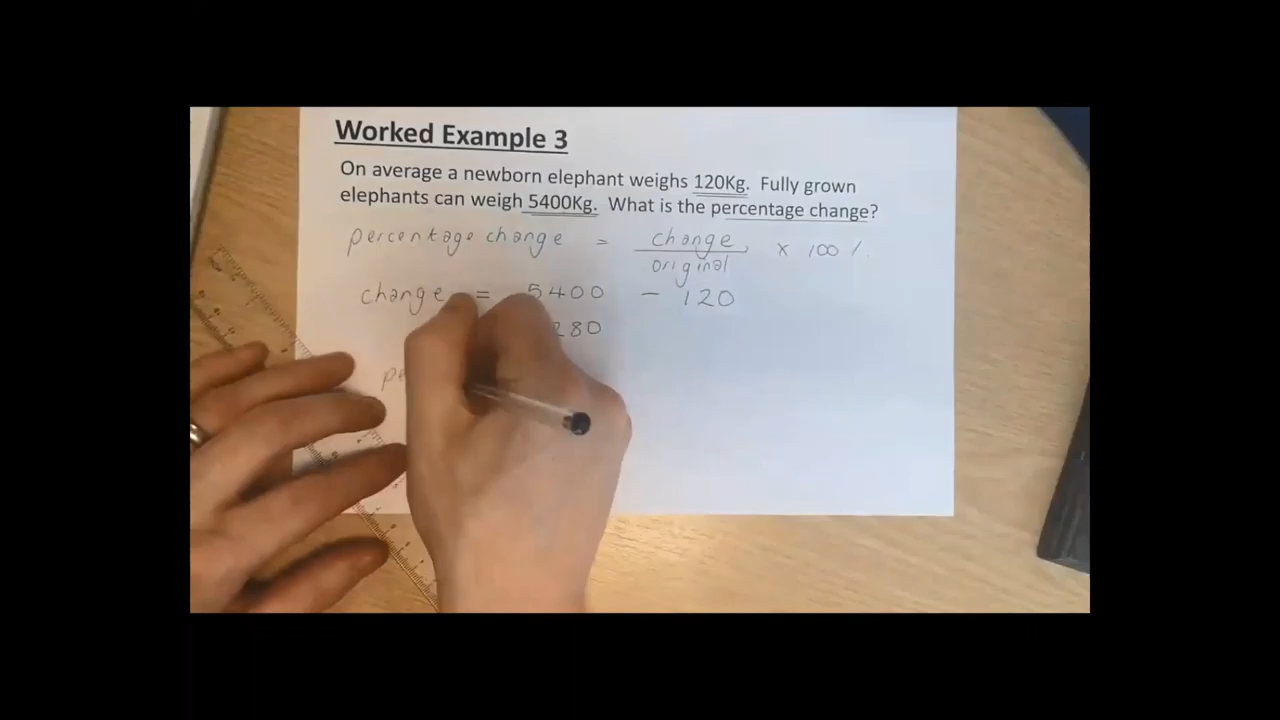 Worked Example 3
On average a newborn elephant weighs 120Kg. Fully grown
elephants can weigh 5400Kg. What is the percentage change?
percentage change = change / original × 100 %
change = 5400 - 120
280